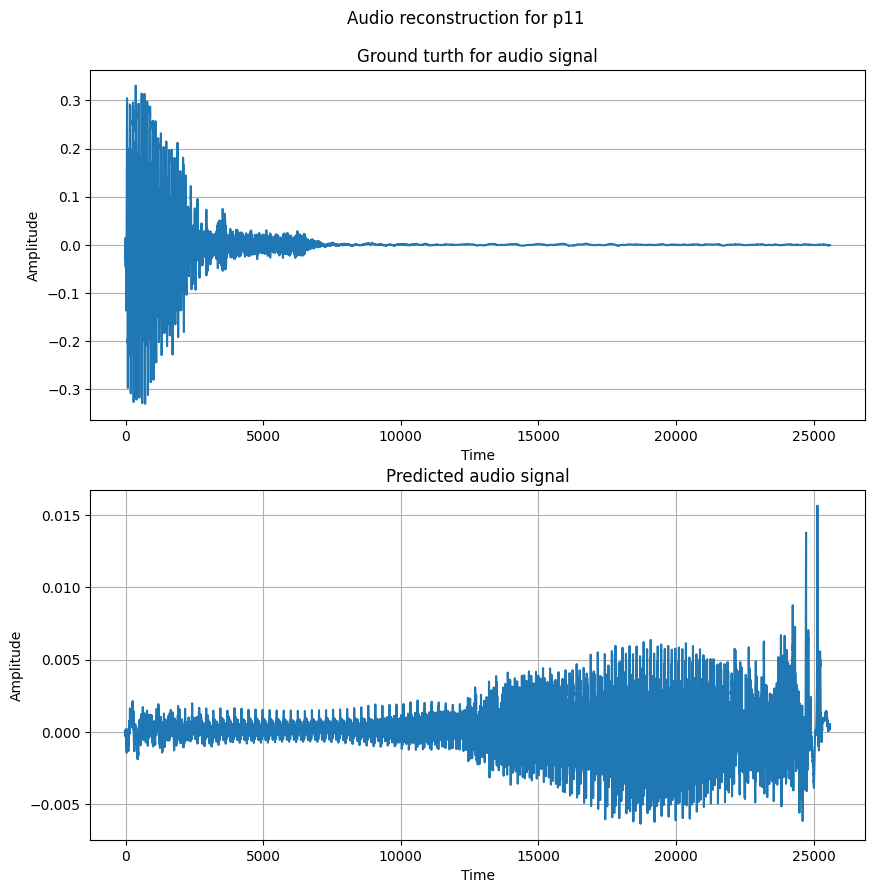 Audio reconstruction for p11
Ground turth for audio signal
0.3
0.2
0.1
0.0
−0.1
−0.2
−0.3
Amplitude
0 5000 10000 15000 20000 25000
Time
Predicted audio signal
0.015
0.010
0.005
0.000
−0.005
Amplitude
0 5000 10000 15000 20000 25000
Time